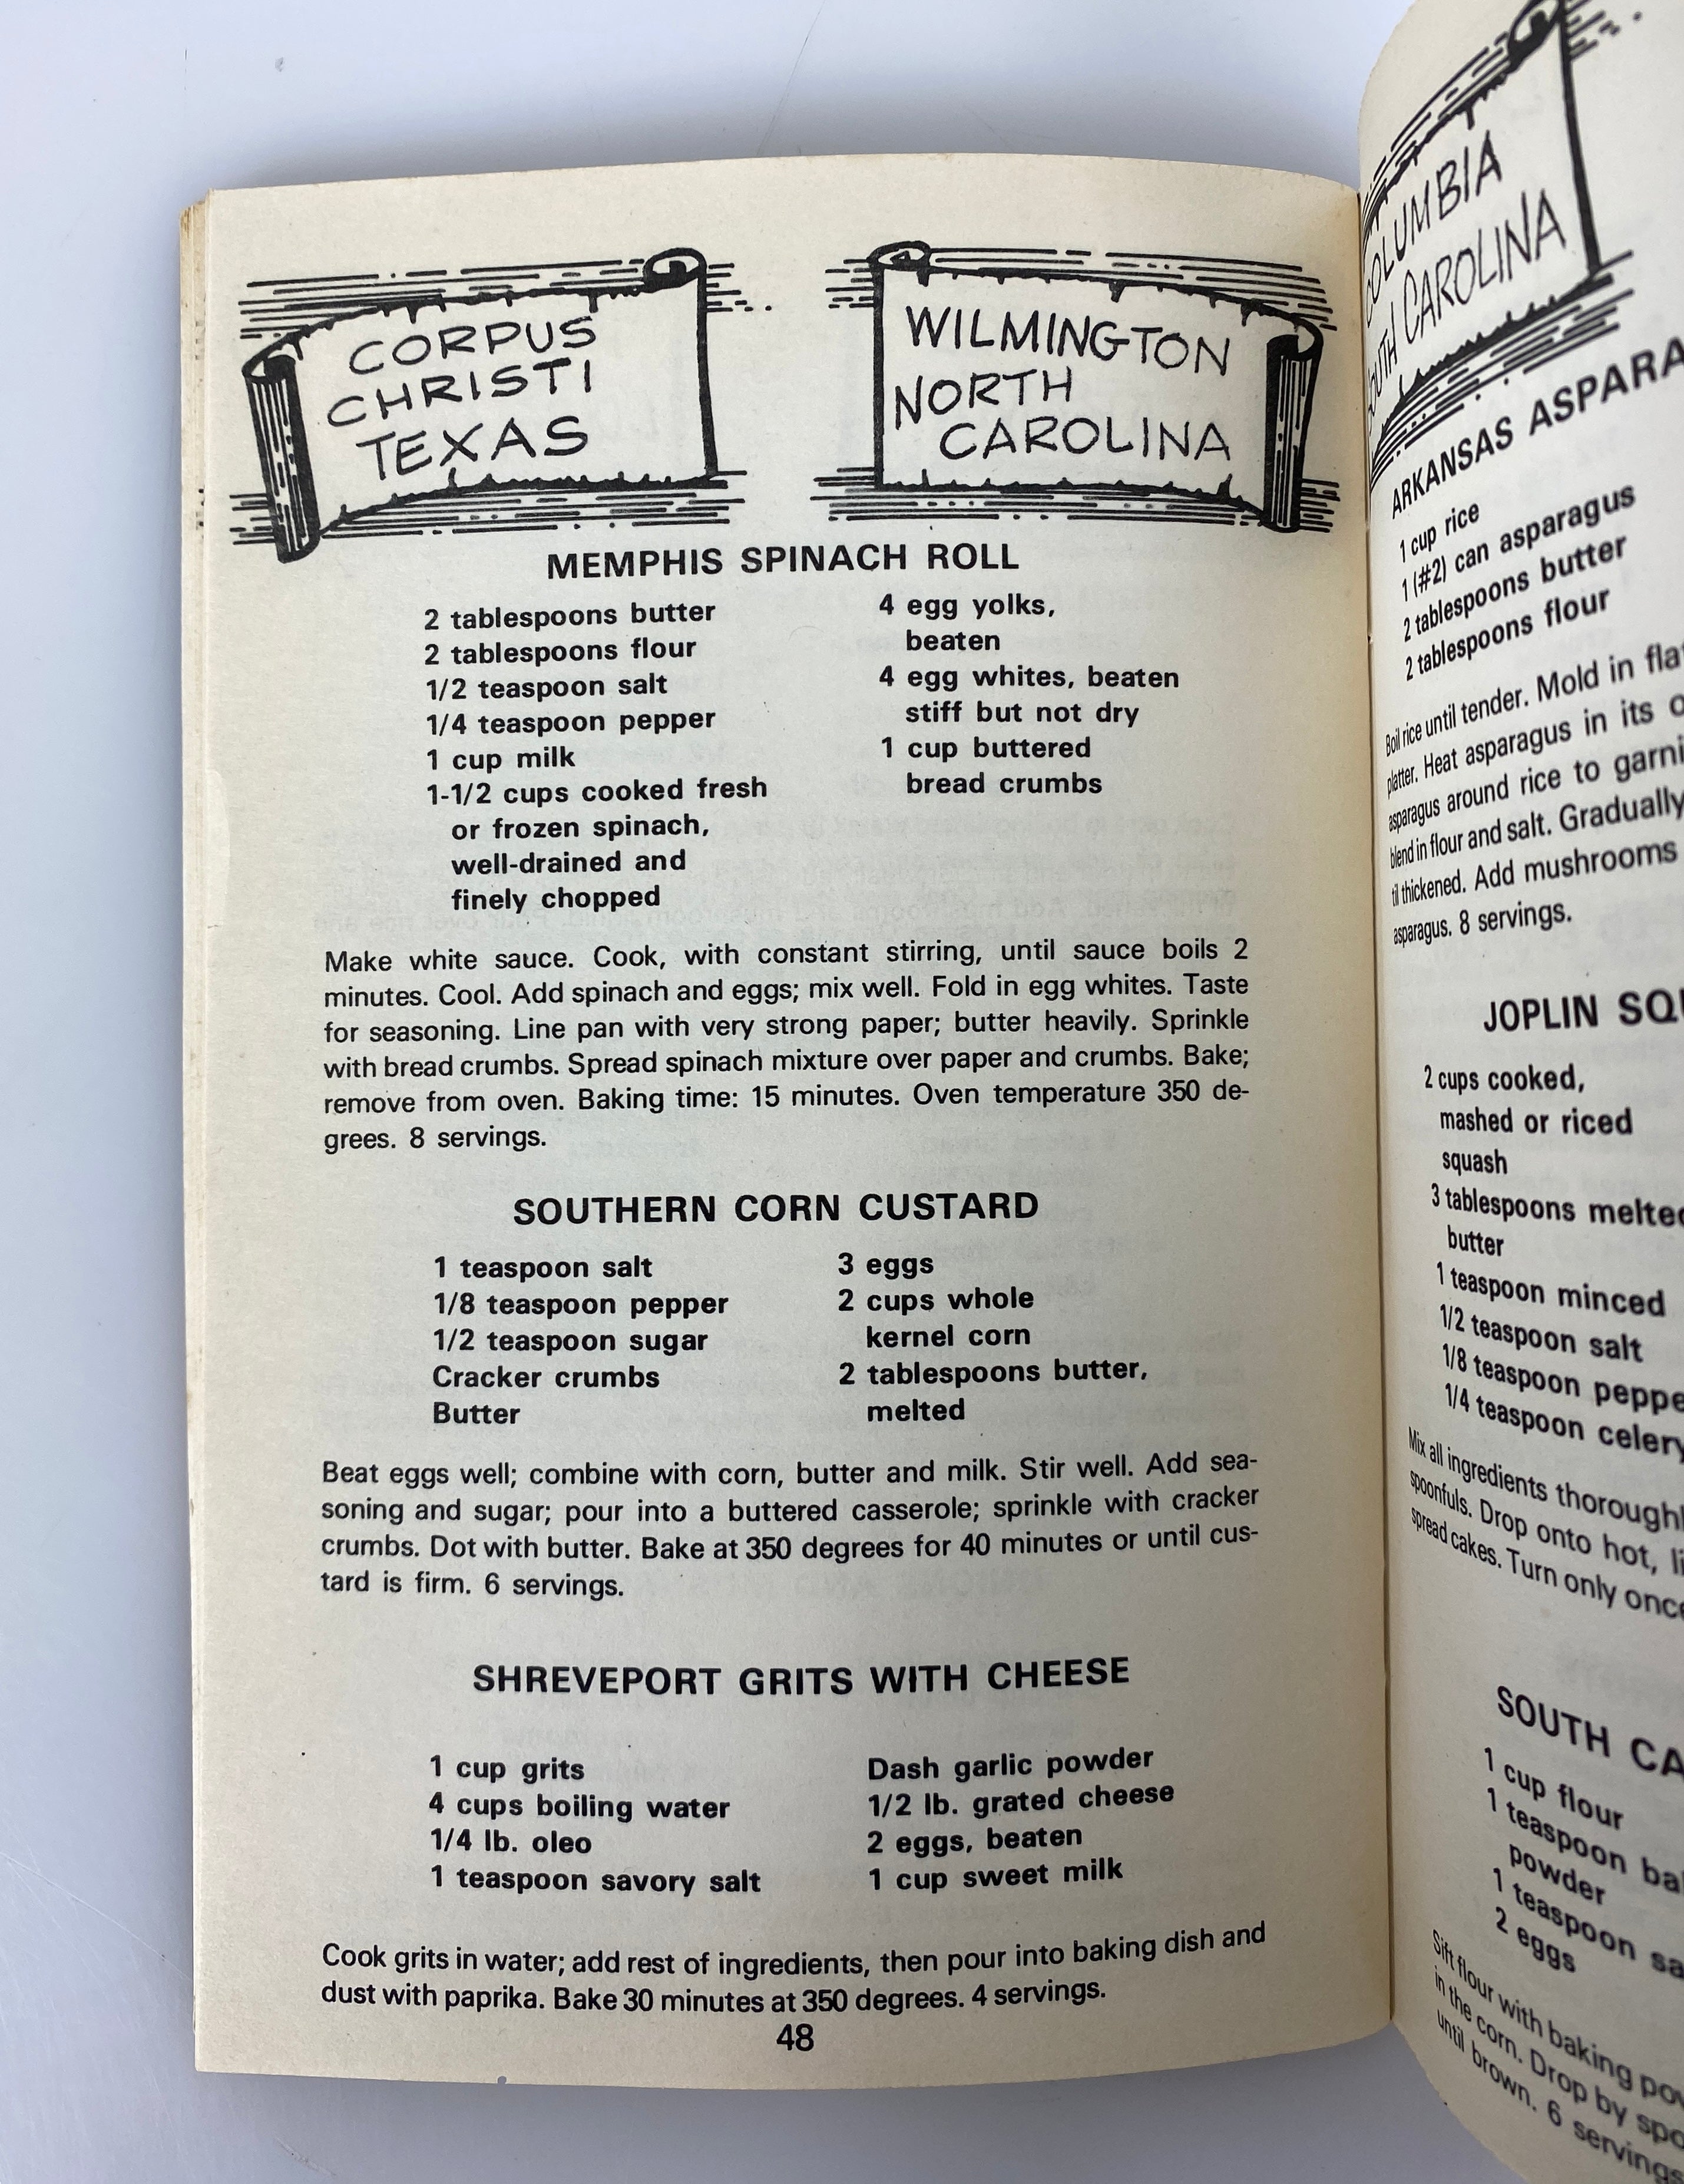 CORPUS
CHRISTI
TEXAS
WILMINGTON
NORTH
CAROLINA
MEMPHIS SPINACH ROLL
2 tablespoons butter
2 tablespoons flour
1/2 teaspoon salt
1/4 teaspoon pepper
1 cup milk
1-1/2 cups cooked fresh
or frozen spinach,
well-drained and
finely chopped
4 egg yolks,
beaten
4 egg whites, beaten
stiff but not dry
1 cup buttered
bread crumbs
Make white sauce. Cook, with constant stirring, until sauce boils 2
minutes. Cool. Add spinach and eggs; mix well. Fold in egg whites. Taste
for seasoning. Line pan with very strong paper; butter heavily. Sprinkle
with bread crumbs. Spread spinach mixture over paper and crumbs. Bake;
remove from oven. Baking time: 15 minutes. Oven temperature 350 de-
grees. 8 servings.
SOUTHERN CORN CUSTARD
1 teaspoon salt
1/8 teaspoon pepper
1/2 teaspoon sugar
Cracker crumbs
Butter
3 eggs
2 cups whole
kernel corn
2 tablespoons butter,
melted
Beat eggs well; combine with corn, butter and milk. Stir well. Add sea-
soning and sugar; pour into a buttered casserole; sprinkle with cracker
crumbs. Dot with butter. Bake at 350 degrees for 40 minutes or until cus-
tard is firm. 6 servings.
SHREVEPORT GRITS WITH CHEESE
1 cup grits
4 cups boiling water
1/4 lb. oleo
1 teaspoon savory salt
Dash garlic powder
1/2 lb. grated cheese
2 eggs, beaten
1 cup sweet milk
Cook grits in water; add rest of ingredients, then pour into baking dish and
dust with paprika. Bake 30 minutes at 350 degrees. 4 servings.
48
COLUMBIA
SOUTH CAROLINA
ARKANSAS
1 cup rice
1 (#2) can asparagus
2 tablespoons butter
2 tablespoons flour
Boil rice until tender. Mold in
platter. Heat asparagus in its
asparagus around rice to
blend in flour and salt. Gradually
til thickened. Add mushrooms
asparagus. 8 servings.
JOPLIN
2 cups cooked,
mashed or riced
squash
3 tablespoons melted
butter
1 teaspoon minced
1/2 teaspoon salt
1/8 teaspoon
1/4 teaspoon celery
Mix all ingredients
spoonfuls. Drop onto hot,
spread cakes. Turn only
SOUTH
1 cup flour
1 teaspoon
powder
1 teaspoon
2 eggs
Sift flour with baking
in the corn. Drop by
until brown. 6 servings